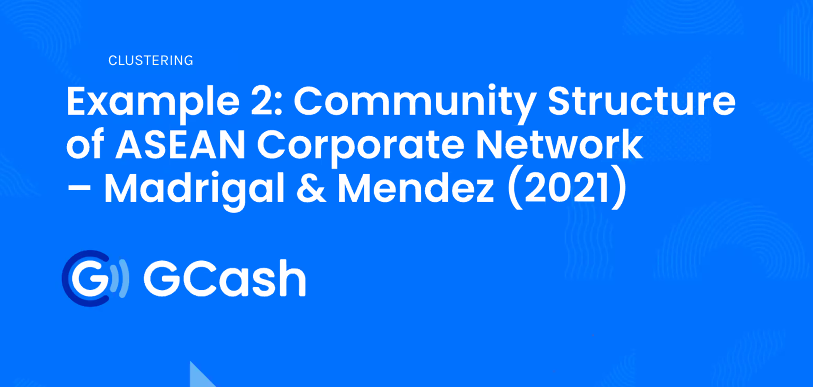 CLUSTERING
Example 2: Community Structure
of ASEAN Corporate Network
– Madrigal & Mendez (2021)
G GCash